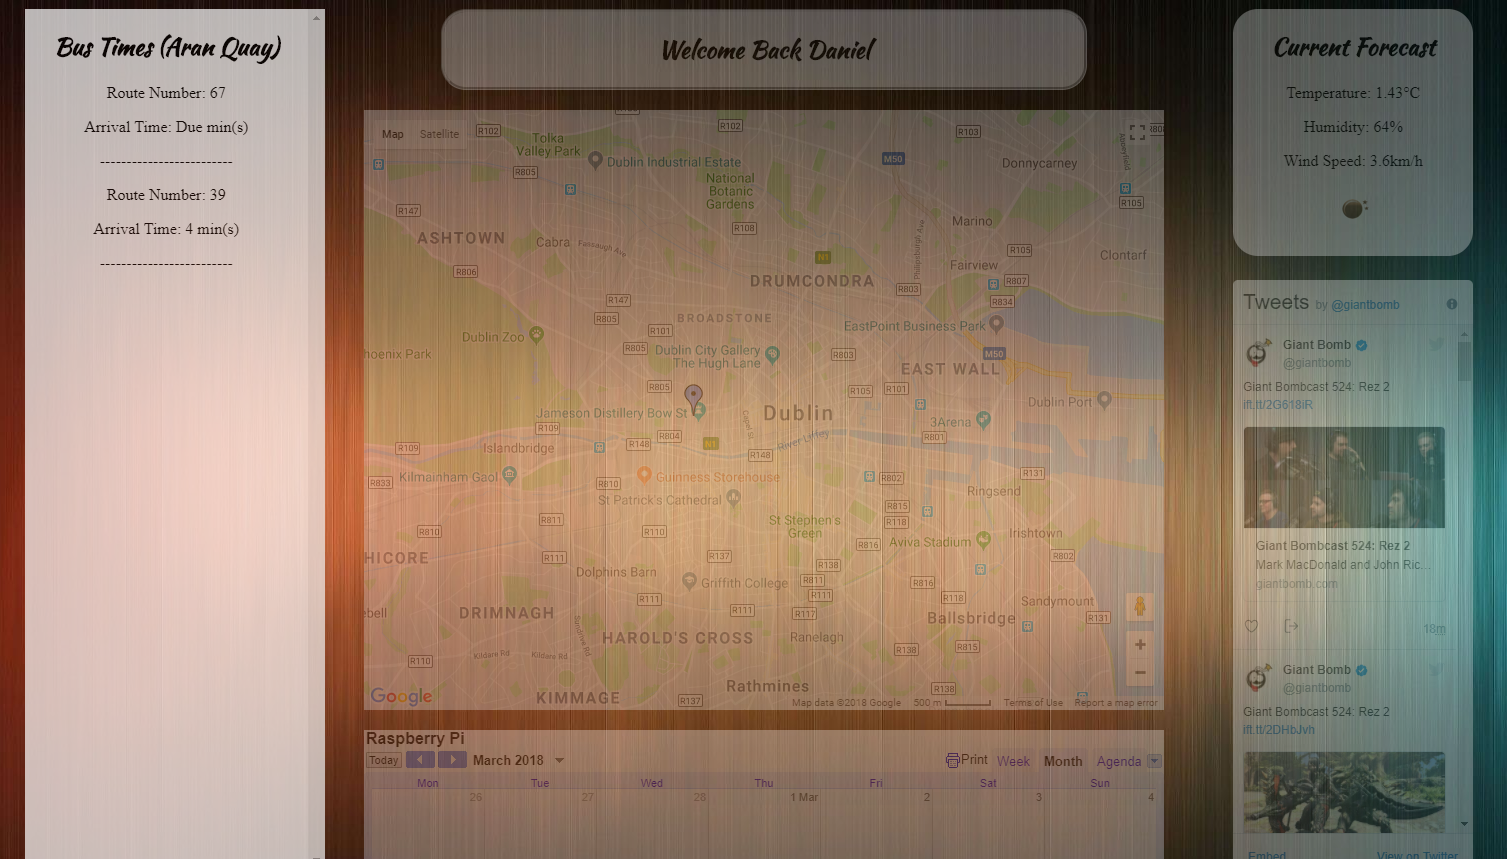 Bus Times (Aran Quay)
Route Number: 67
Arrival Time: Due min(s)
-------------------------
Route Number: 39
Arrival Time: 4 min(s)
-------------------------
Welcome Back Daniel
Map Satellite
R102
Tolka
Valley Park
R102
R103
R805
Dublin Industrial Estate
M50
Donnycarney
R805
National
Botanic
Gardens
R105
R147
R108
Marino
ASHTOWN
Cabra
Fassaugh Ave
Philipsburgh Ave
R105
Clontarf
R806
N1
Fairview
DRUMCONDRA
R807
R803
R147
R834
R805
BROADSTONE
R101
EastPoint Business Park
Dublin Zoo
R805
Dublin City Gallery
The Hugh Lane
R803
M50
hoenix Park
EAST WALL
R805
R105
R101
Dublin Port
Jameson Distillery Bow St
Dublin
3Arena
R109
R804
Capel St
River Liffey
R801
R109
Islandbridge
R148
N1
R148
Kilmainham Gaol
Guinness Storehouse
R802
R131
R833
R810
St Patrick's Cathedral
Ringsend
R815
R811
St Stephen's
Green
R118
R810
R110
Irishtown
R816
Aviva Stadium
HICORE
R111
R137
R802
Dolphins Barn
R138
Griffith College
R811
R816
R111
R111
R118
Sandymount
ebell
DRIMNAGH
R111
R117
Ballsbridge
R131
Sundrive Rd
HAROLD'S CROSS
Ranelagh
R138
R815
Kildare Rd
Kildare Rd
R110
Rathmines
R138
KIMMAGE
R137
Google
Map data ©2018 Google 500 m Terms of Use Report a map error
Raspberry Pi
Today March 2018 Print Week Month Agenda
Mon Tue Wed Thu Fri Sat Sun
26 27 28 1 Mar 2 3 4
Current Forecast
Temperature: 1.43°C
Humidity: 64%
Wind Speed: 3.6km/h
Tweets by @giantbomb
Giant Bomb
@giantbomb
Giant Bombcast 524: Rez 2
ift.tt/2G618iR
Giant Bombcast 524: Rez 2
Mark MacDonald and John Ric...
giantbomb.com
18m
Giant Bomb
@giantbomb
Giant Bombcast 524: Rez 2
ift.tt/2DHbJvh
Embed View on Twitter